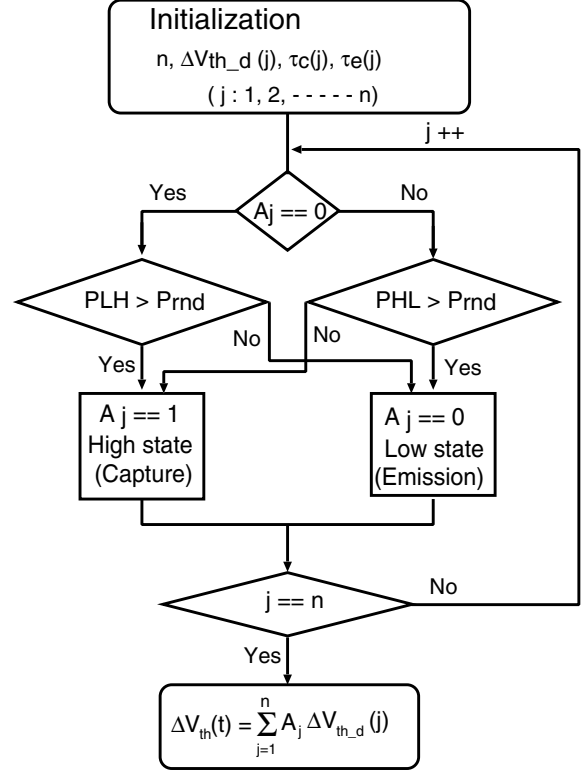 Initialization
n, ΔVth_d (j), τc(j), τe(j)
( j : 1, 2, - - - - - n)
j ++
Yes
No
Aj == 0
PLH > Prnd
PHL > Prnd
No
No
Yes
Yes
A j == 1
High state
(Capture)
A j == 0
Low state
(Emission)
j == n
No
Yes
ΔVth(t) = n∑j=1 Aj ΔVth_d (j)